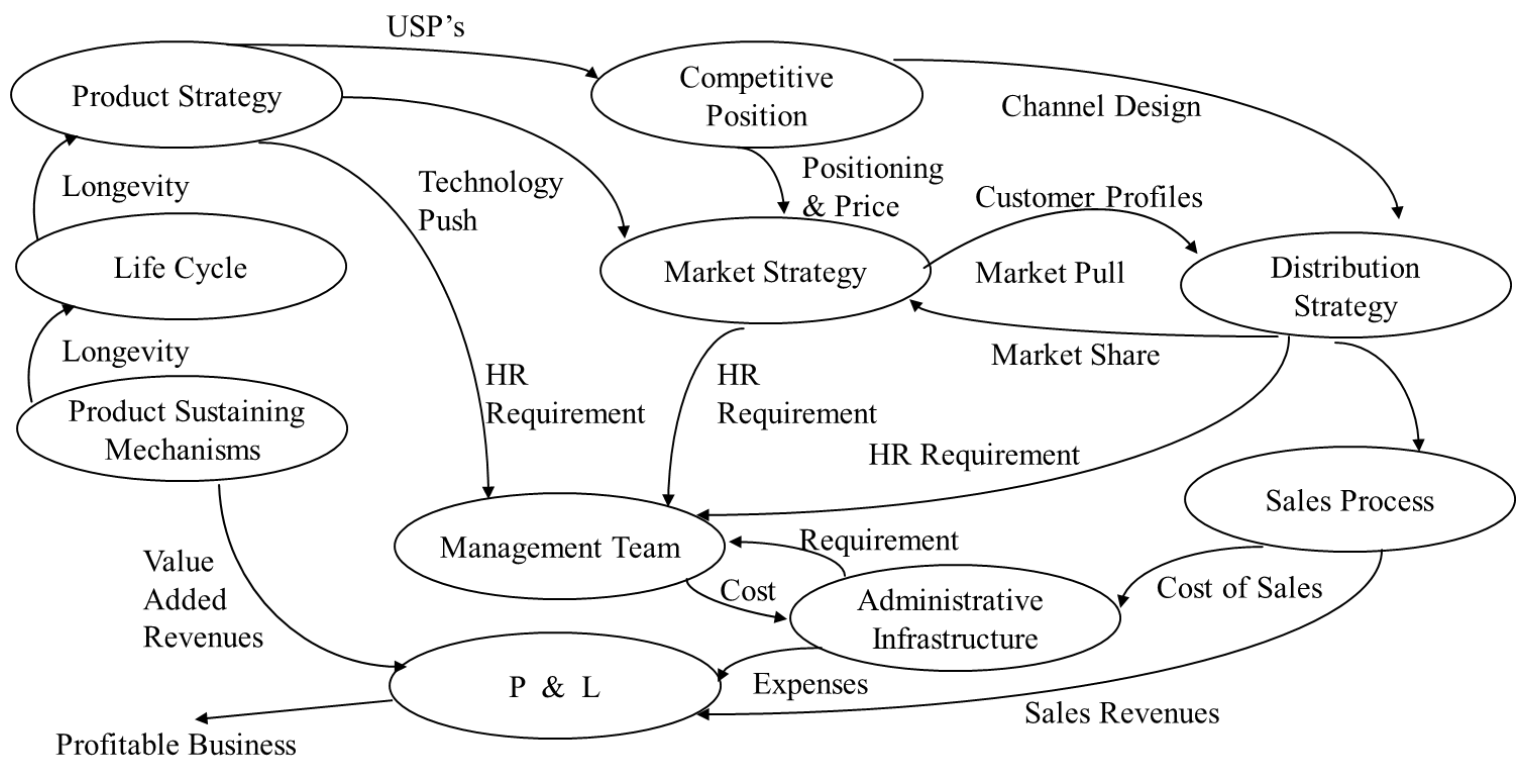 USP’s
Product Strategy
Competitive
Position
Channel Design
Longevity
Technology
Push
Positioning
& Price
Customer Profiles
Life Cycle
Market Strategy
Market Pull
Distribution
Strategy
Longevity
Market Share
HR
Requirement
HR
Requirement
Product Sustaining
Mechanisms
HR Requirement
Sales Process
Management Team
Requirement
Value
Added
Revenues
Cost
Administrative
Infrastructure
Cost of Sales
P & L
Expenses
Sales Revenues
Profitable Business